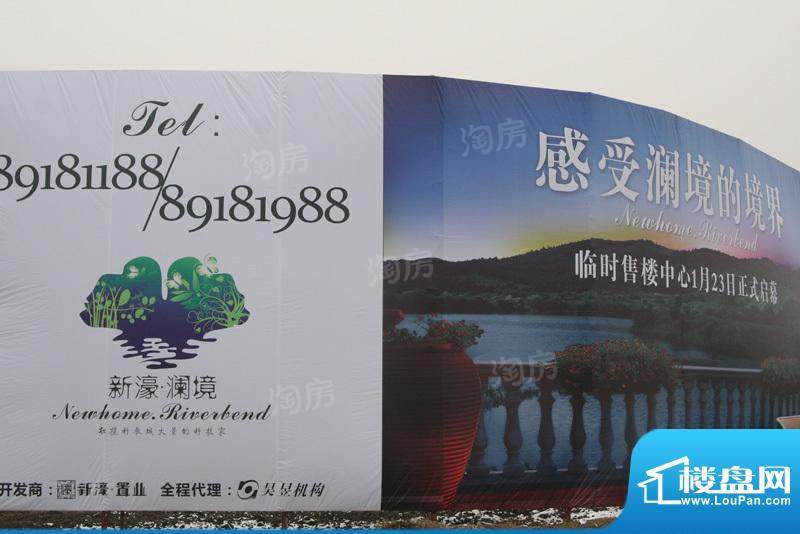 Tel：
89181188/89181988
新濠·澜境
Newhome.Riverbend
开发商： 新濠·置业 全程代理： 昊昱机构
感受澜境的境界
Newhome.Riverbend
临时售楼中心1月23日正式启幕
淘房
淘房
淘房
淘房
淘房
楼盘网
www.LouPan.com